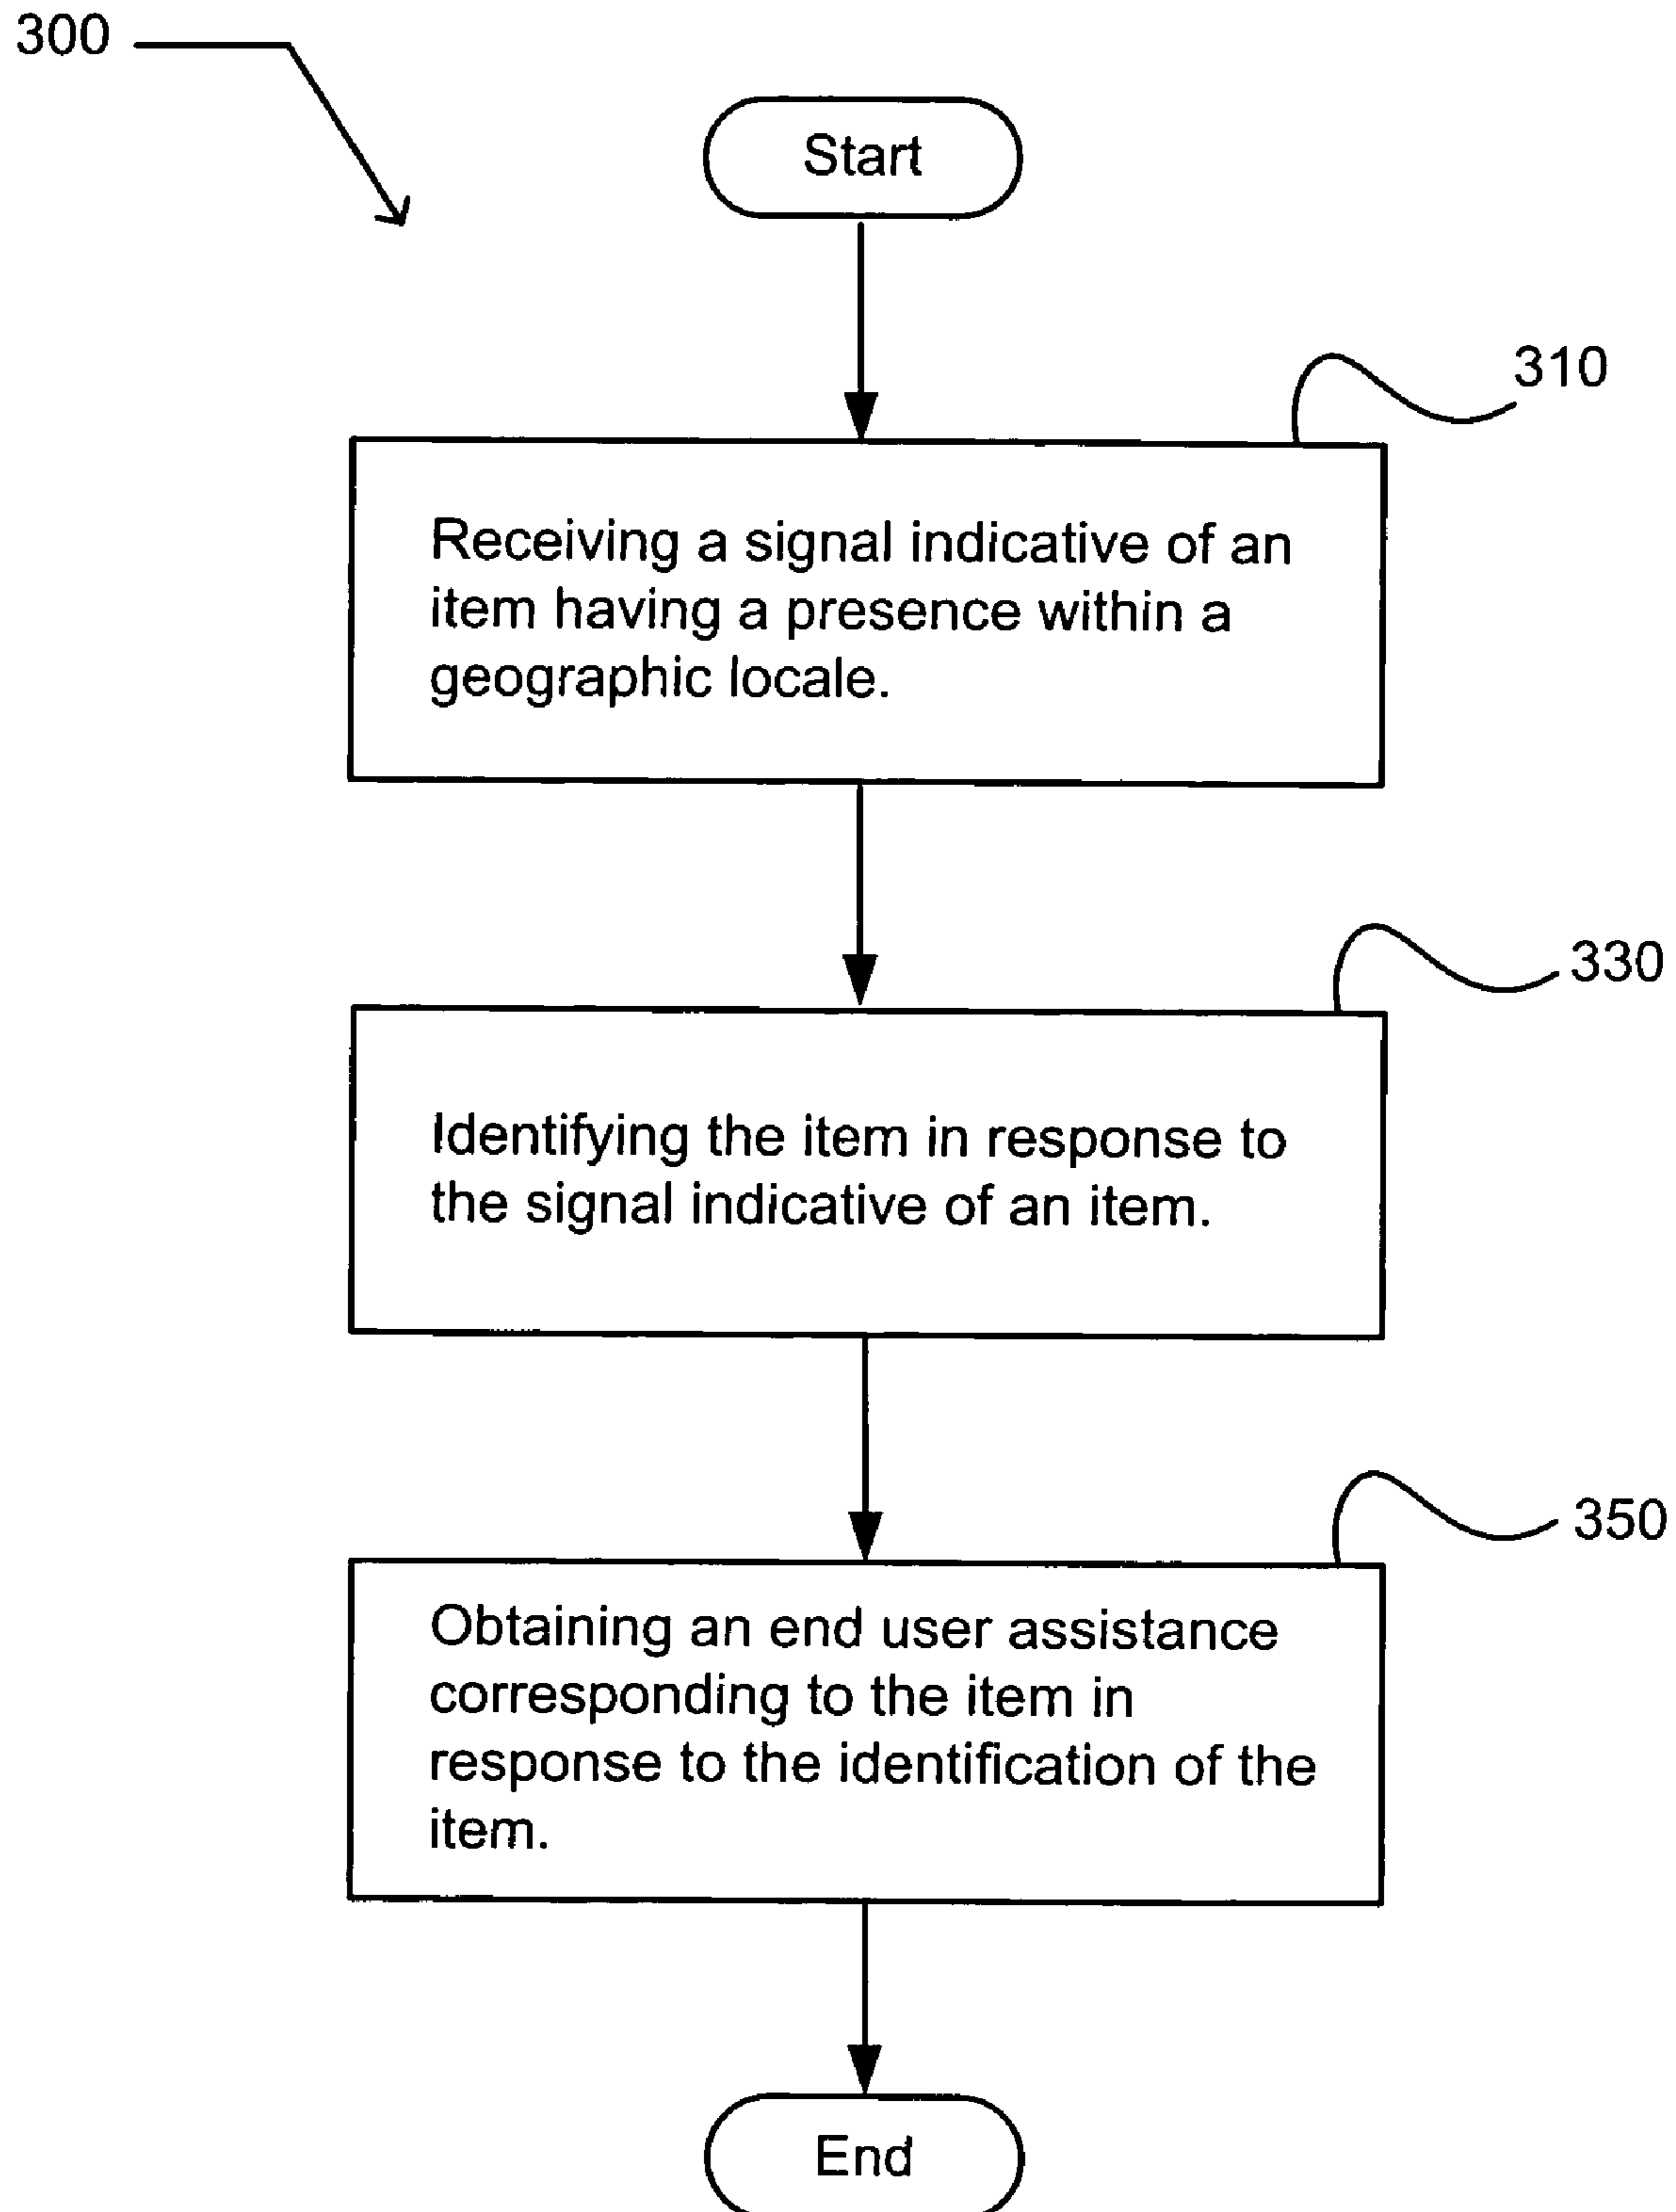 300
Start
310
Receiving a signal indicative of an
item having a presence within a
geographic locale.
330
Identifying the item in response to
the signal indicative of an item.
350
Obtaining an end user assistance
corresponding to the item in
response to the identification of the
item.
End